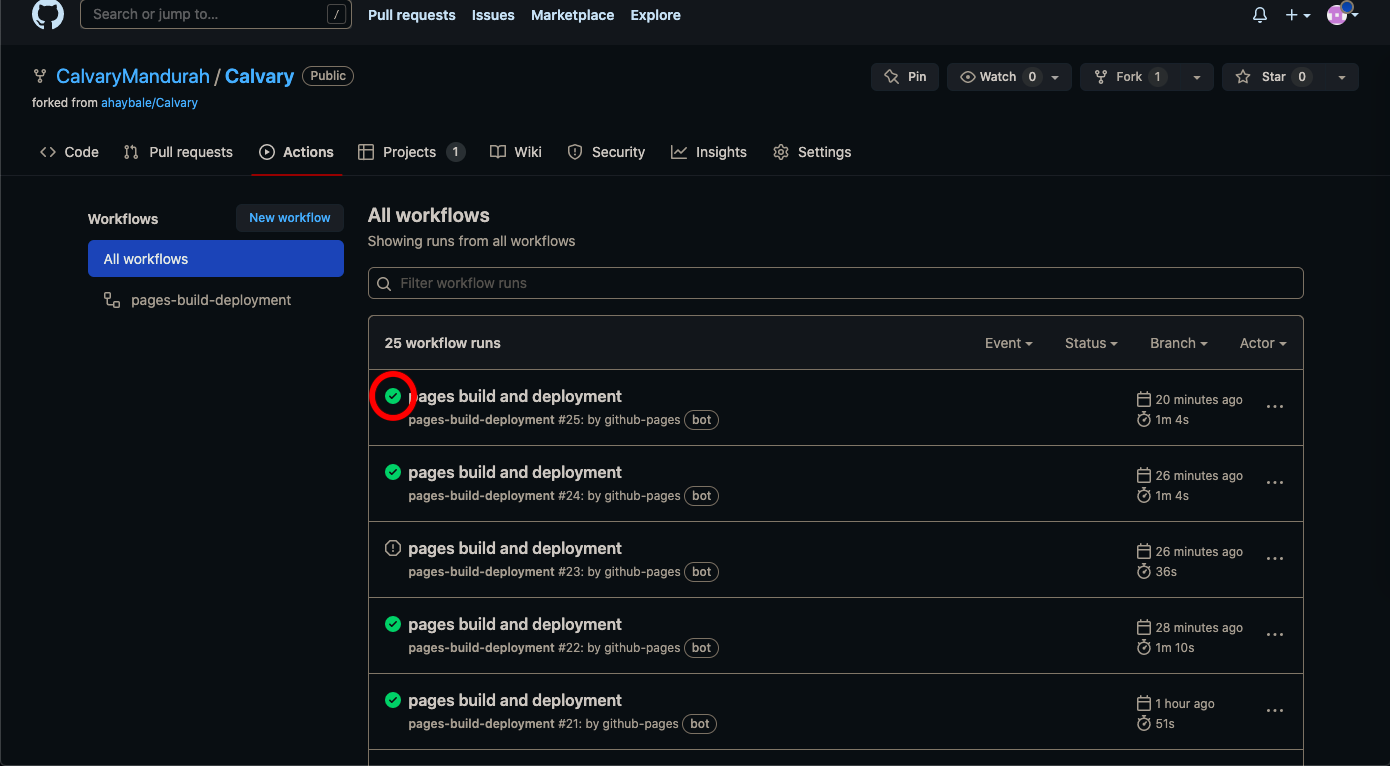 Search or jump to... /
Pull requests Issues Marketplace Explore
CalvaryMandurah / Calvary Public
forked from ahaybale/Calvary
Pin Watch 0 Fork 1 Star 0
Code Pull requests Actions Projects 1 Wiki Security Insights Settings
Workflows New workflow
All workflows
pages-build-deployment
All workflows
Showing runs from all workflows
Filter workflow runs
25 workflow runs Event Status Branch Actor
pages build and deployment
pages-build-deployment #25: by github-pages bot
20 minutes ago
1m 4s
pages build and deployment
pages-build-deployment #24: by github-pages bot
26 minutes ago
1m 4s
pages build and deployment
pages-build-deployment #23: by github-pages bot
26 minutes ago
36s
pages build and deployment
pages-build-deployment #22: by github-pages bot
28 minutes ago
1m 10s
pages build and deployment
pages-build-deployment #21: by github-pages bot
1 hour ago
51s